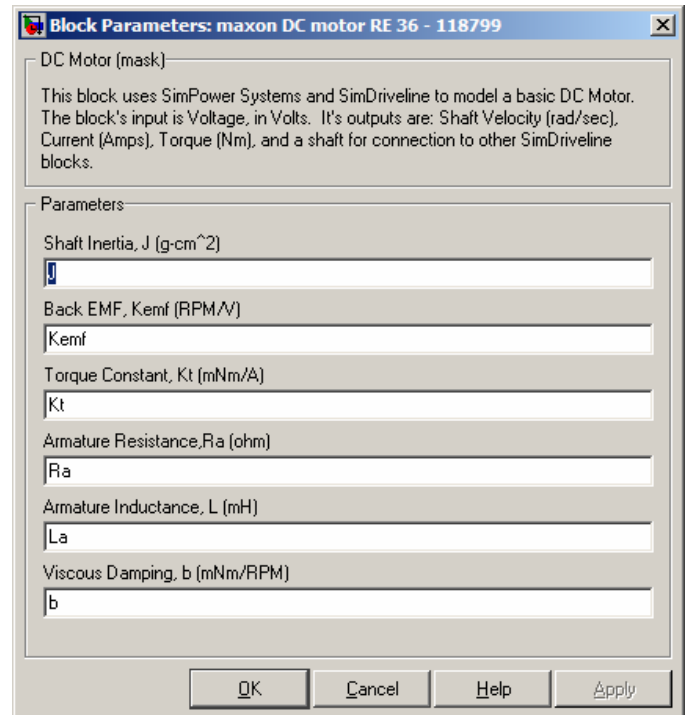 Block Parameters: maxon DC motor RE 36 - 118799
DC Motor (mask)
This block uses SimPower Systems and SimDriveline to model a basic DC Motor.
The block's input is Voltage, in Volts.  It's outputs are: Shaft Velocity (rad/sec),
Current (Amps), Torque (Nm), and a shaft for connection to other SimDriveline
blocks.
Parameters
Shaft Inertia, J (g-cm^2)
J
Back EMF, Kemf (RPM/V)
Kemf
Torque Constant, Kt (mNm/A)
Kt
Armature Resistance,Ra (ohm)
Ra
Armature Inductance, L (mH)
La
Viscous Damping, b (mNm/RPM)
b
OK Cancel Help Apply